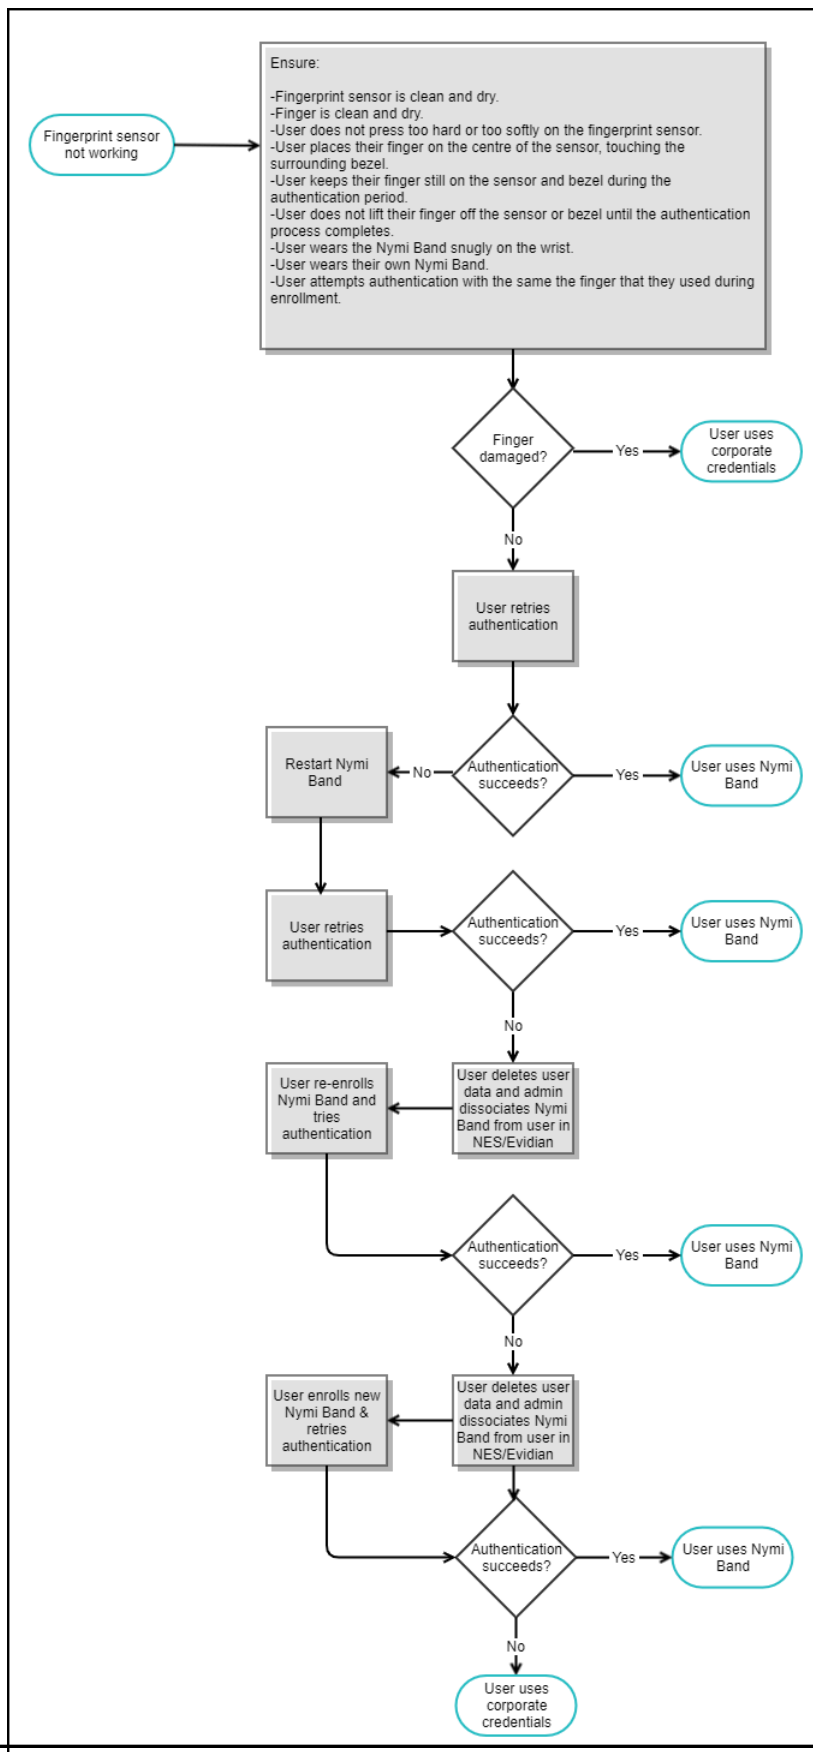 Ensure:
-Fingerprint sensor is clean and dry.
-Finger is clean and dry.
-User does not press too hard or too softly on the fingerprint sensor.
-User places their finger on the centre of the sensor, touching the
surrounding bezel.
-User keeps their finger still on the sensor and bezel during the
authentication period.
-User does not lift their finger off the sensor or bezel until the authentication
process completes.
-User wears the Nymi Band snugly on the wrist.
-User wears their own Nymi Band.
-User attempts authentication with the same the finger that they used during
enrollment.
Fingerprint sensor
not working
Finger
damaged?
Yes
User uses
corporate
credentials
No
User retries
authentication
Authentication
succeeds?
Yes
User uses Nymi
Band
No
Restart Nymi
Band
User retries
authentication
Authentication
succeeds?
Yes
User uses Nymi
Band
No
User deletes user
data and admin
dissociates Nymi
Band from user in
NES/Evidian
User re-enrolls
Nymi Band and
tries
authentication
Authentication
succeeds?
Yes
User uses Nymi
Band
No
User deletes user
data and admin
dissociates Nymi
Band from user in
NES/Evidian
User enrolls new
Nymi Band &
retries
authentication
Authentication
succeeds?
Yes
User uses Nymi
Band
No
User uses
corporate
credentials